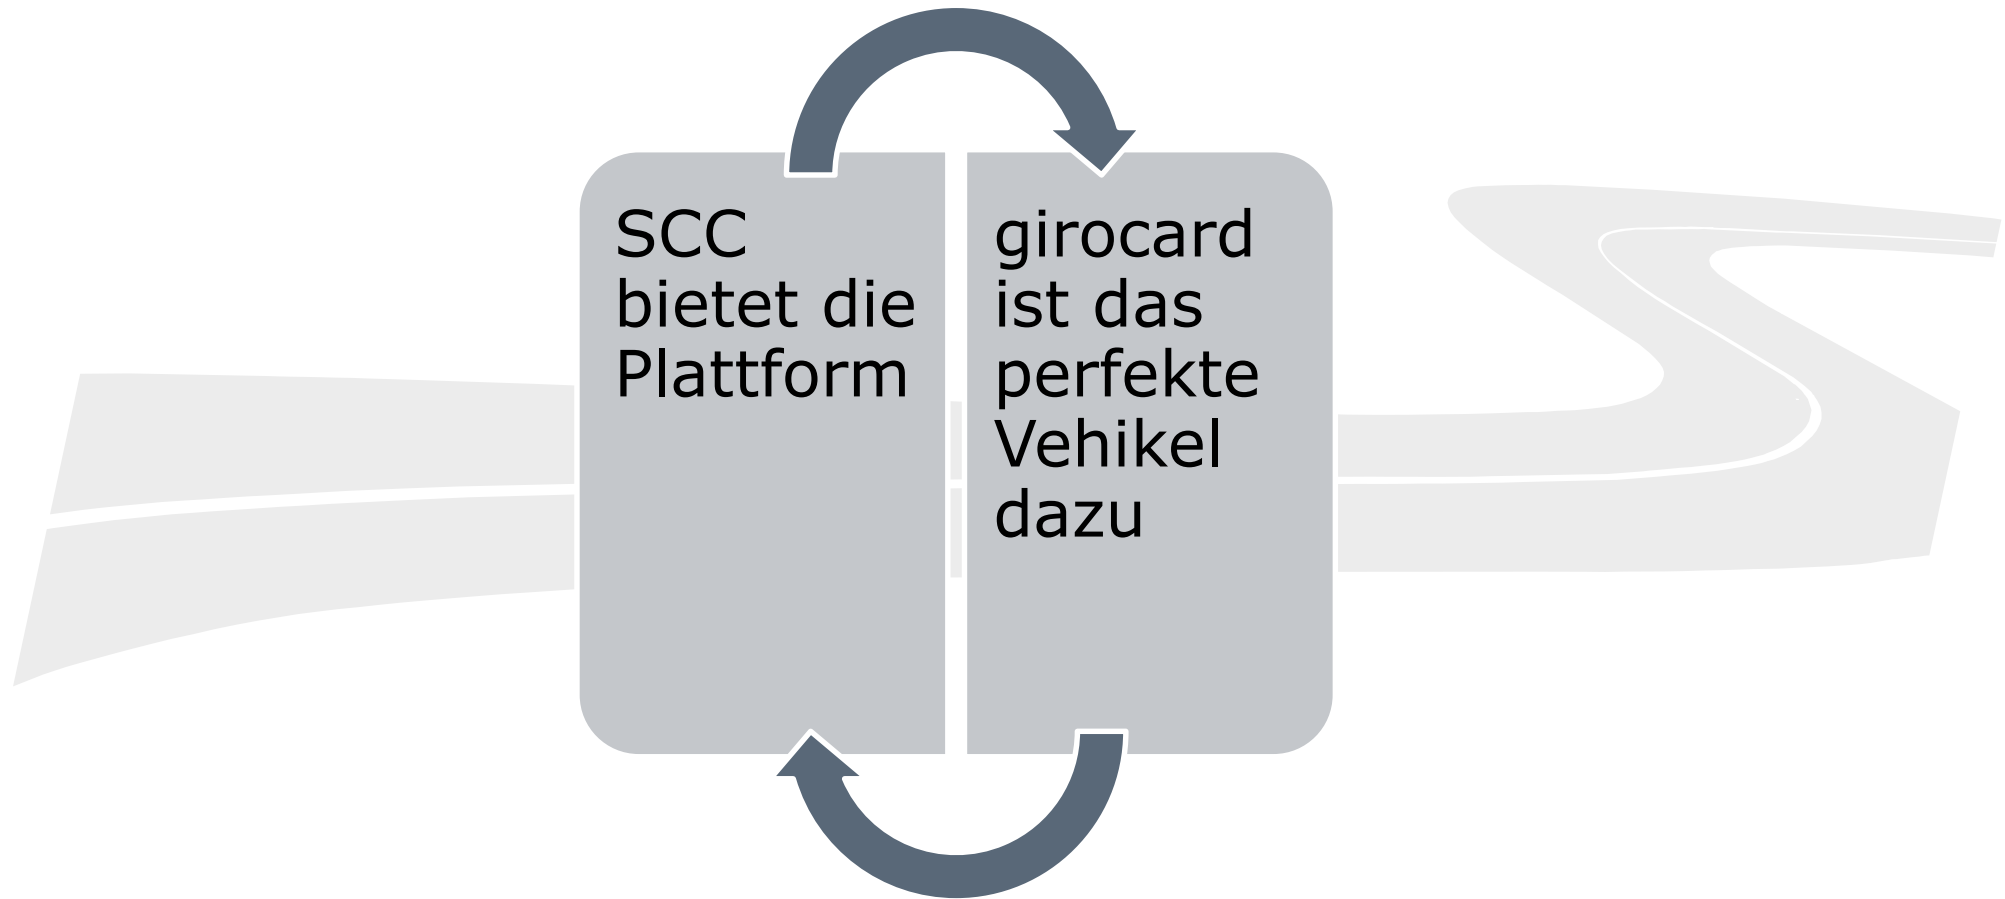 SCC
bietet die
Plattform
girocard
ist das
perfekte
Vehikel
dazu